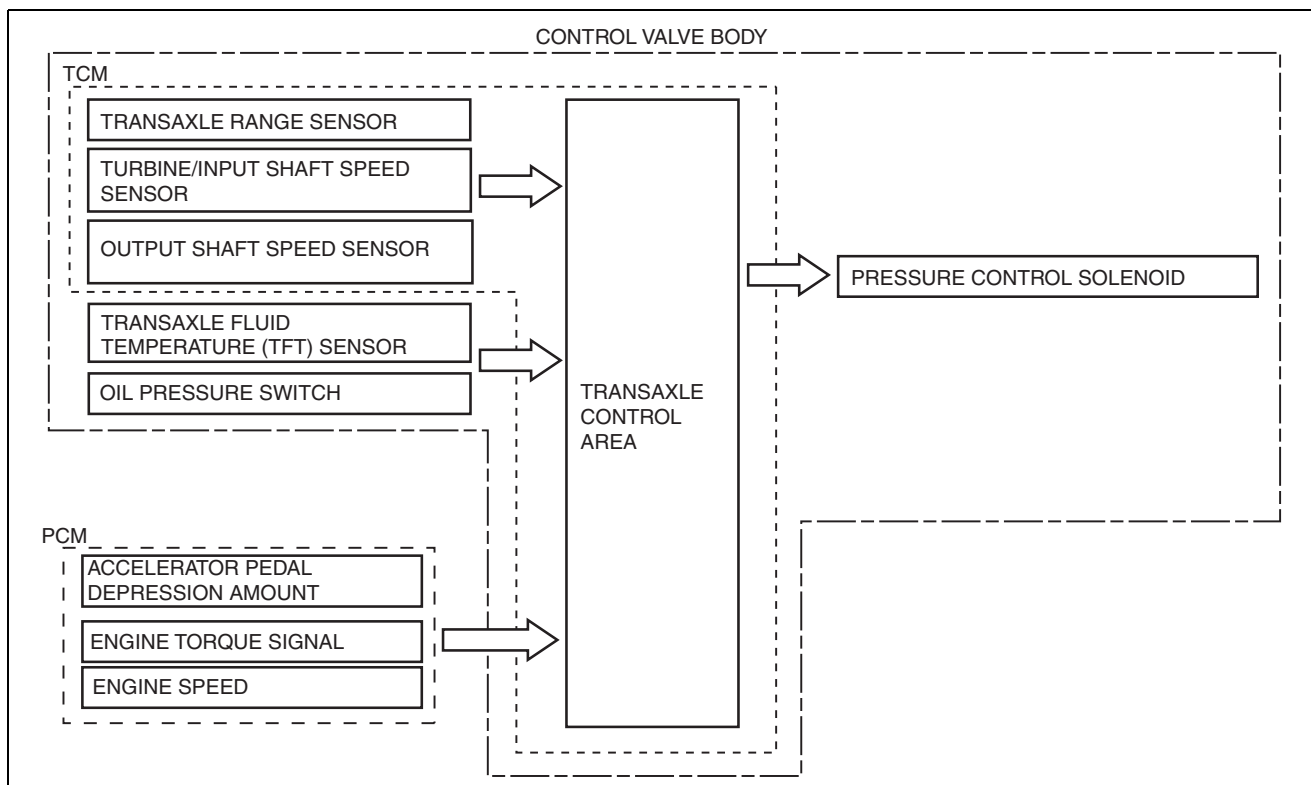 CONTROL VALVE BODY
TCM
TRANSAXLE RANGE SENSOR
TURBINE/INPUT SHAFT SPEED
SENSOR
OUTPUT SHAFT SPEED SENSOR
TRANSAXLE FLUID
TEMPERATURE (TFT) SENSOR
OIL PRESSURE SWITCH
TRANSAXLE
CONTROL
AREA
PRESSURE CONTROL SOLENOID
PCM
ACCELERATOR PEDAL
DEPRESSION AMOUNT
ENGINE TORQUE SIGNAL
ENGINE SPEED